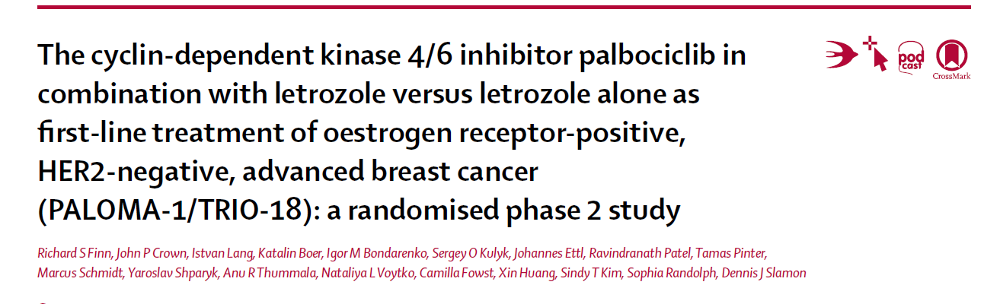 The cyclin-dependent kinase 4/6 inhibitor palbociclib in
combination with letrozole versus letrozole alone as
first-line treatment of oestrogen receptor-positive,
HER2-negative, advanced breast cancer
(PALOMA-1/TRIO-18): a randomised phase 2 study
pod
cast
CrossMark
Richard S Finn, John P Crown, Istvan Lang, Katalin Boer, Igor M Bondarenko, Sergey O Kulyk, Johannes Ettl, Ravindranath Patel, Tamas Pinter,
Marcus Schmidt, Yaroslav Shparyk, Anu R Thummala, Nataliya L Voytko, Camilla Fowst, Xin Huang, Sindy T Kim, Sophia Randolph, Dennis J Slamon